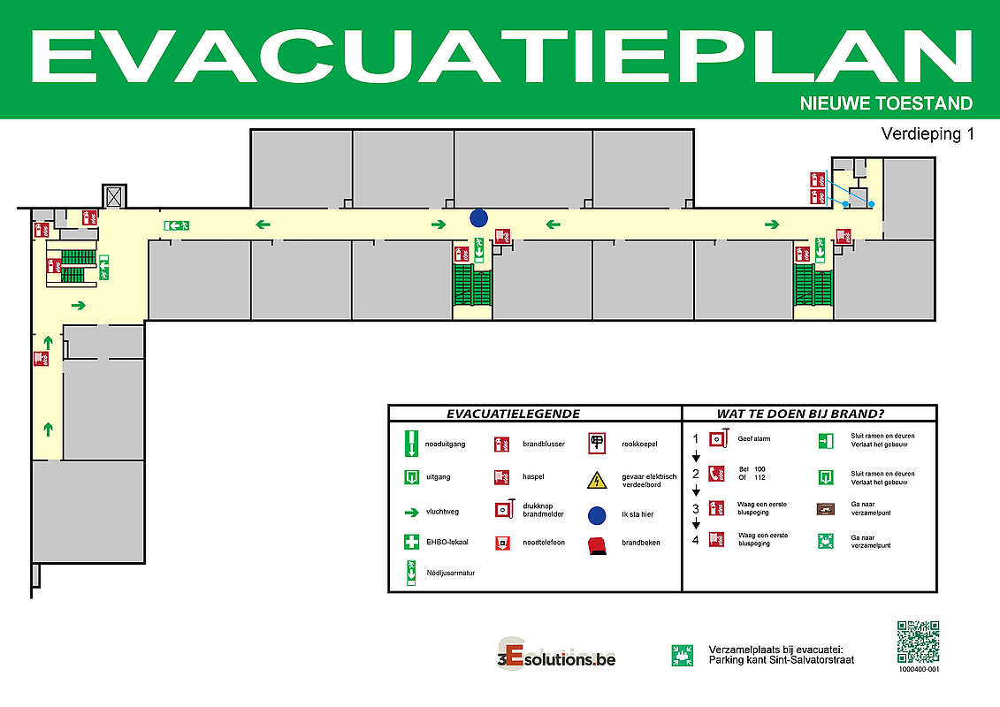 EVACUATIEPLAN
NIEUWE TOESTAND
Verdieping 1
EVACUATIELEGENDE
nooduitgang
brandblusser
rookkoepel
uitgang
haspel
gevaar elektrisch
verdeelbord
vluchtweg
drukknop
brandmelder
Ik sta hier
EHBO-lokaal
noodtelefoon
brandbeken
Nödljusarmatur
WAT TE DOEN BIJ BRAND?
1
Geef alarm
Sluit ramen en deuren
Verlaat het gebouw
2
Bel 100
Of 112
Sluit ramen en deuren
Verlaat het gebouw
3
Waag een eerste
bluspoging
Ga naar
verzamelpunt
4
Waag een eerste
bluspoging
Ga naar
verzamelpunt
3Esolutions.be
Verzamelplaats bij evacuatei:
Parking kant Sint-Salvatorstraat
1000400-001